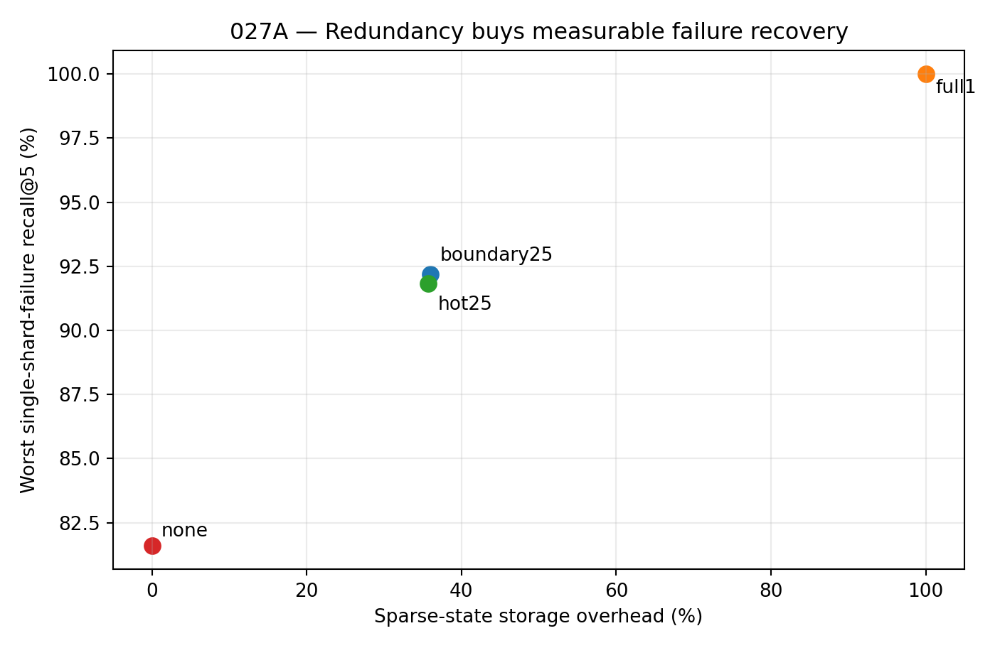 027A — Redundancy buys measurable failure recovery
Worst single-shard-failure recall@5 (%)
100.0
97.5
95.0
92.5
90.0
87.5
85.0
82.5
full1
boundary25
hot25
none
0
20
40
60
80
100
Sparse-state storage overhead (%)